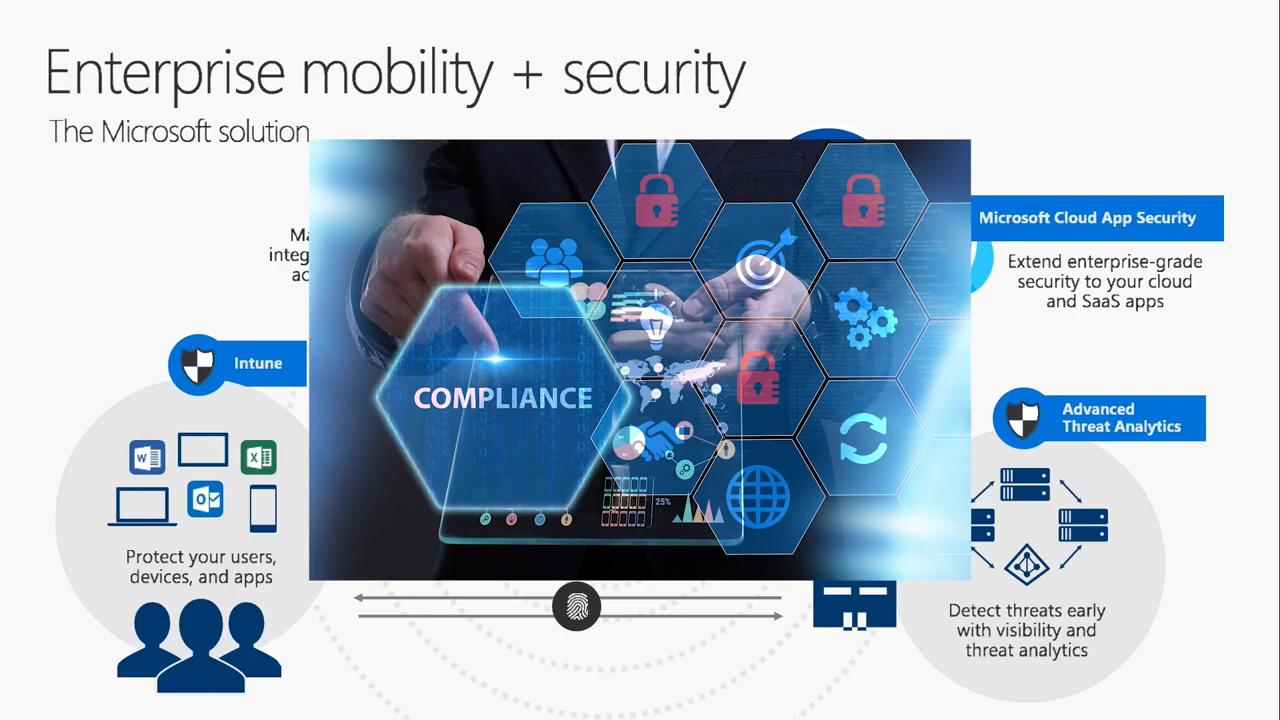 Enterprise mobility + security
The Microsoft solution
Microsoft Cloud App Security
Extend enterprise-grade
security to your cloud
and SaaS apps
Intune
COMPLIANCE
25%
Advanced
Threat Analytics
Protect your users,
devices, and apps
Detect threats early
with visibility and
threat analytics